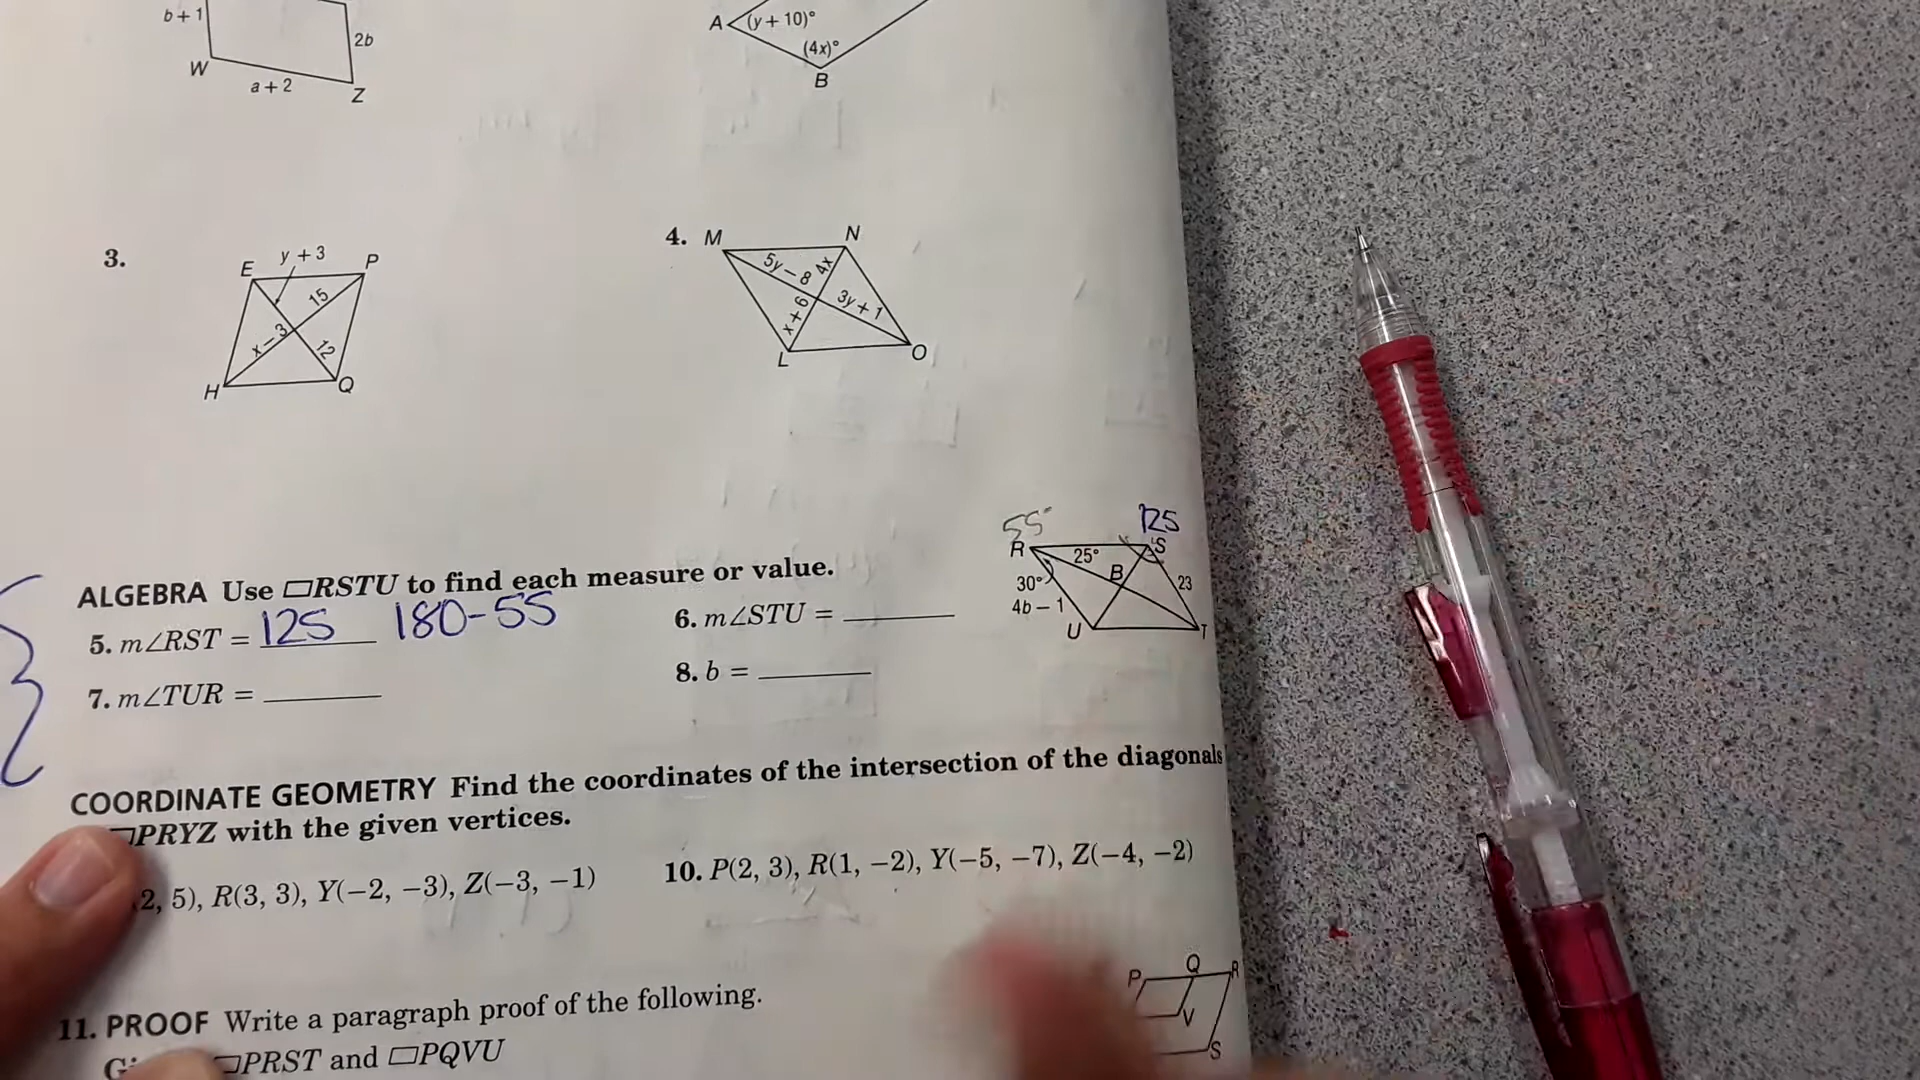 b + 1
2b
W
a + 2
Z
A
(y + 10)°
(4x)°
B
3.
E
y + 3
P
15
x − 3
12
H
Q
4.
M
N
5y − 8
4x
x + 6
3y + 1
L
O
55°
125
R
S
25°
30°
B
23
4b − 1
U
T
ALGEBRA Use ▱RSTU to find each measure or value.
5. m∠RST = 125 180-55
6. m∠STU =
7. m∠TUR =
8. b =
COORDINATE GEOMETRY Find the coordinates of the intersection of the diagonals
▱PRYZ with the given vertices.
2, 5), R(3, 3), Y(−2, −3), Z(−3, −1)
10. P(2, 3), R(1, −2), Y(−5, −7), Z(−4, −2)
11. PROOF Write a paragraph proof of the following.
▱PRST and ▱PQVU
P
Q
R
V
S